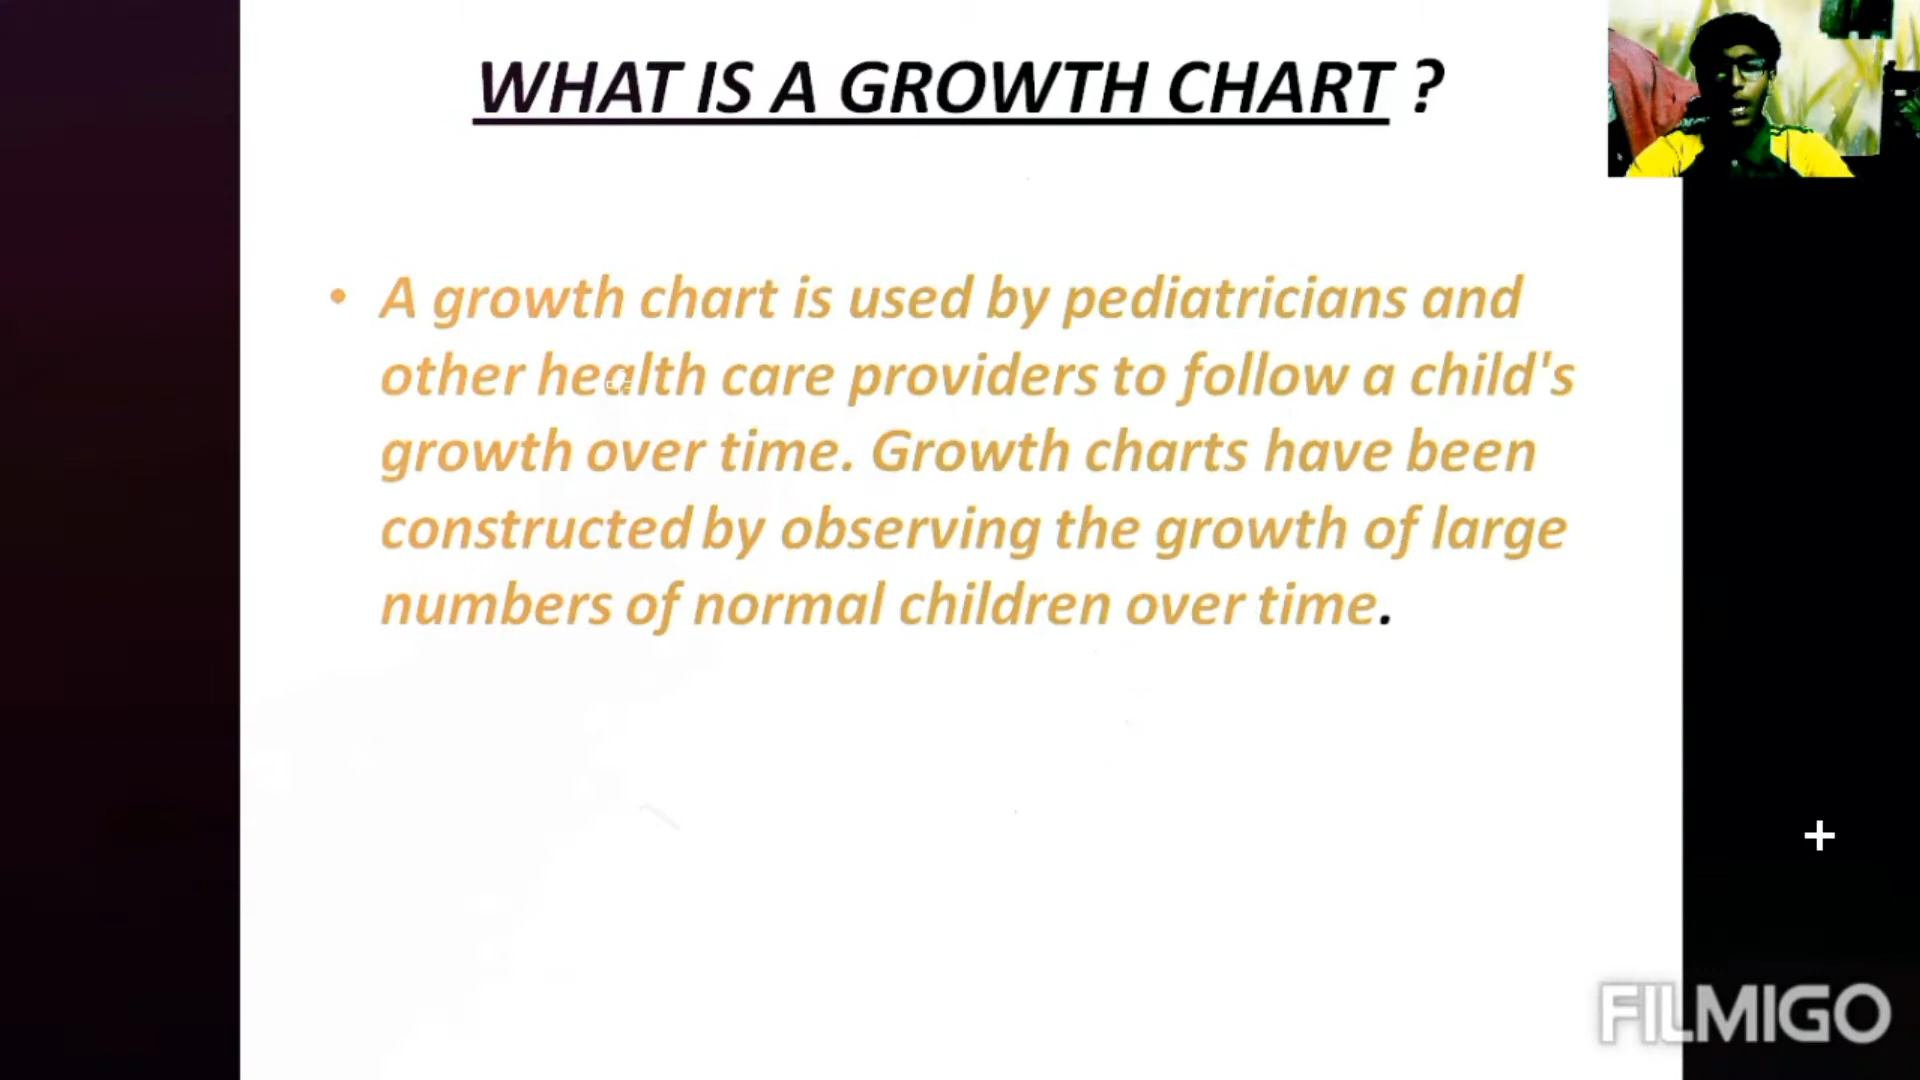 WHAT IS A GROWTH CHART ?
• A growth chart is used by pediatricians and
other health care providers to follow a child's
growth over time. Growth charts have been
constructed by observing the growth of large
numbers of normal children over time.
FILMIGO